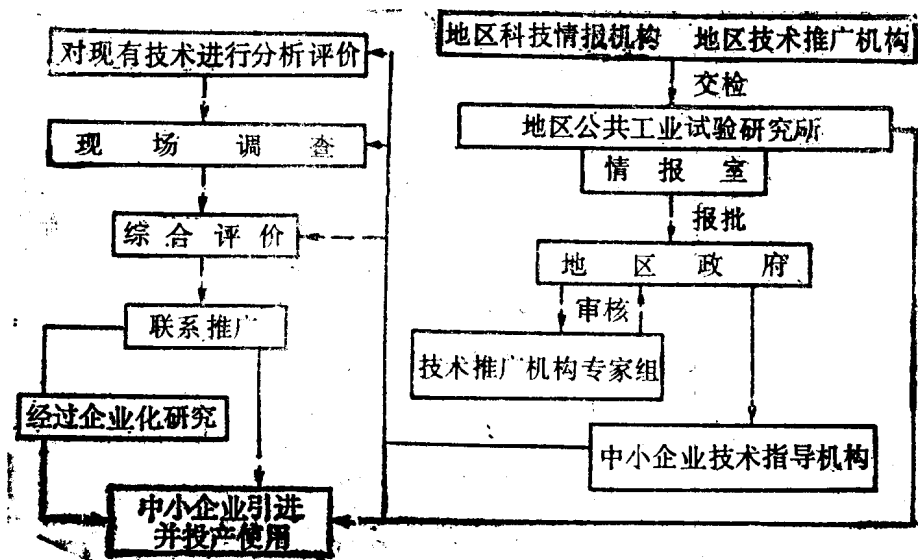 对现有技术进行分析评价
现场调查
综合评价
联系推广
经过企业化研究
中小企业引进
并投产使用
地区科技情报机构 地区技术推广机构
交检
地区公共工业试验研究所
情报室
报批
地区政府
审核
技术推广机构专家组
中小企业技术指导机构